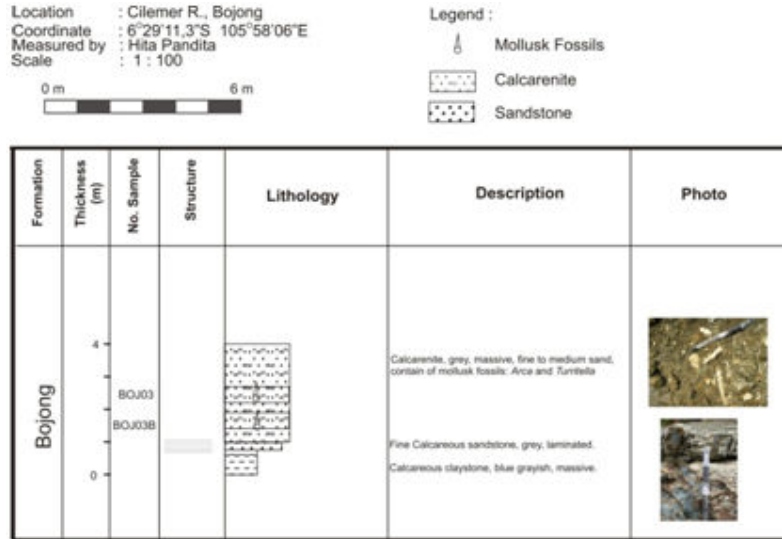 Location : Cilemer R., Bojong
Coordinate : 6°29'11,3"S 105°58'06"E
Measured by : Hita Pandita
Scale : 1 : 100
0 m 6 m
Legend :
Mollusk Fossils
Calcarenite
Sandstone
Formation
Thickness (m)
No. Sample
Structure
Lithology
Description
Photo
Bojong
4
0
BOJ03
BOJ03B
Calcarenite, grey, massive, fine to medium sand,
contain of mollusk fossils: Arca and Turritella
Fine Calcareous sandstone, grey, laminated.
Calcareous claystone, blue grayish, massive.